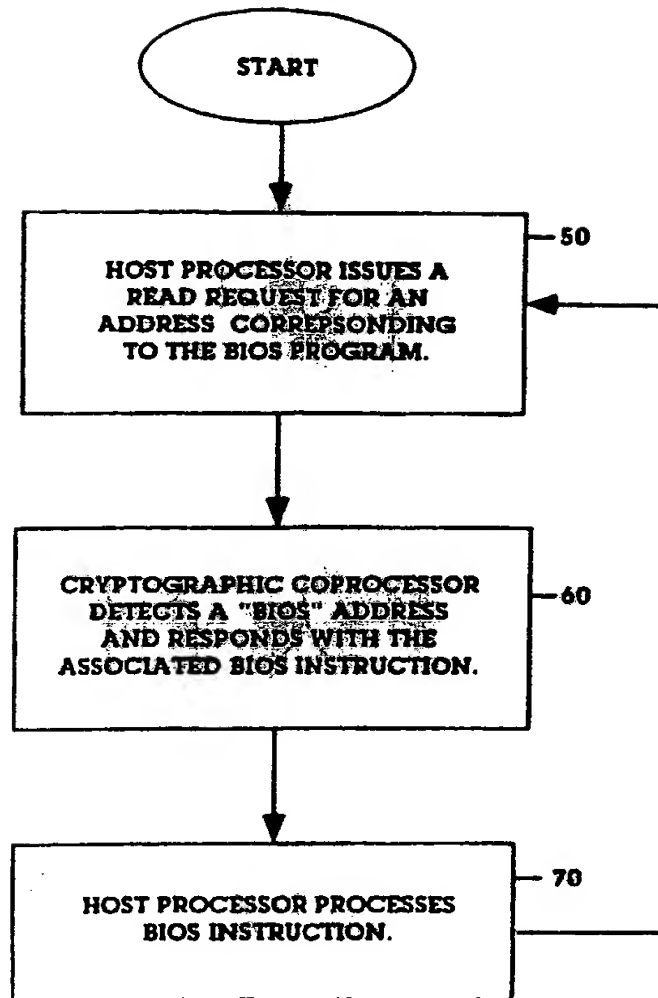 START
50
HOST PROCESSOR ISSUES A
READ REQUEST FOR AN
ADDRESS CORREPSONDING
TO THE BIOS PROGRAM.
60
CRYPTOGRAPHIC COPROCESSOR
DETECTS A "BIOS" ADDRESS
AND RESPONDS WITH THE
ASSOCIATED BIOS INSTRUCTION.
70
HOST PROCESSOR PROCESSES
BIOS INSTRUCTION.